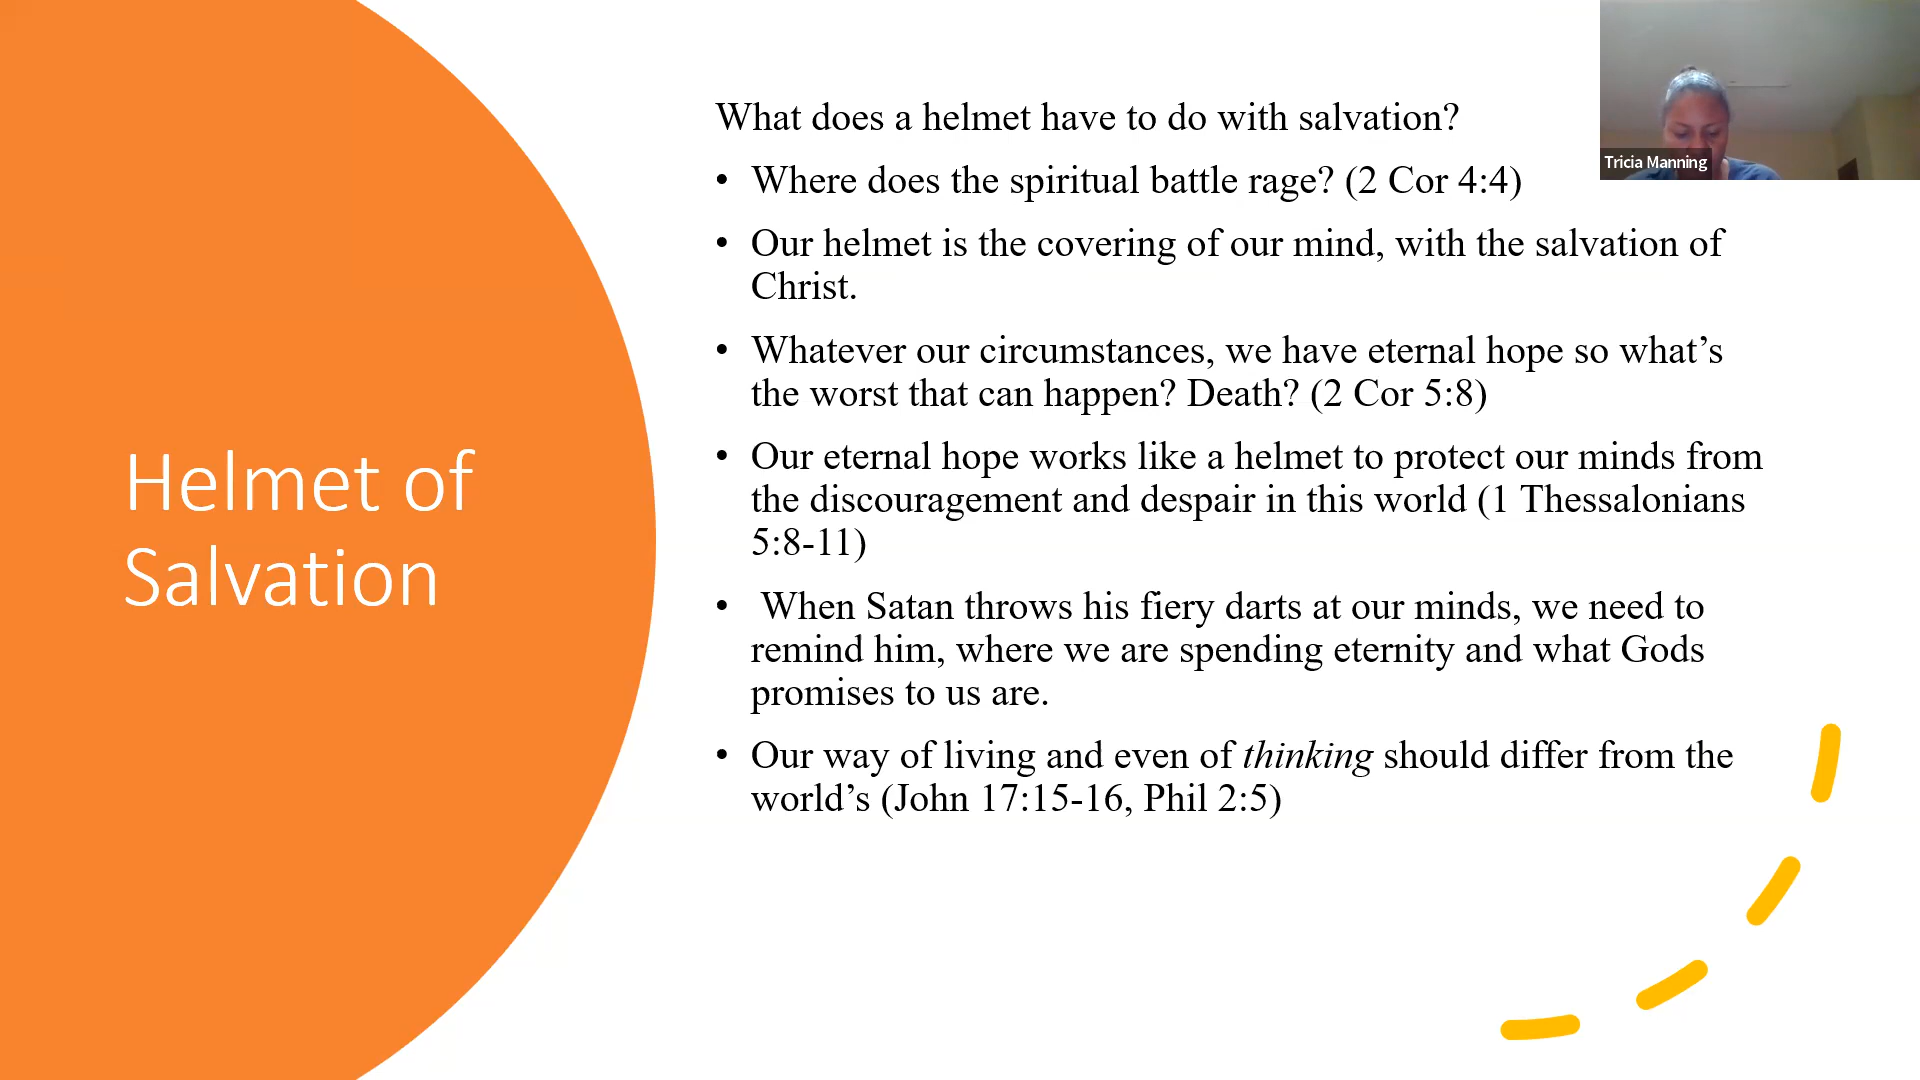 Helmet of
Salvation
What does a helmet have to do with salvation?
• Where does the spiritual battle rage? (2 Cor 4:4)
• Our helmet is the covering of our mind, with the salvation of
Christ.
• Whatever our circumstances, we have eternal hope so what’s
the worst that can happen? Death? (2 Cor 5:8)
• Our eternal hope works like a helmet to protect our minds from
the discouragement and despair in this world (1 Thessalonians
5:8-11)
• When Satan throws his fiery darts at our minds, we need to
remind him, where we are spending eternity and what Gods
promises to us are.
• Our way of living and even of thinking should differ from the
world’s (John 17:15-16, Phil 2:5)
Tricia Manning